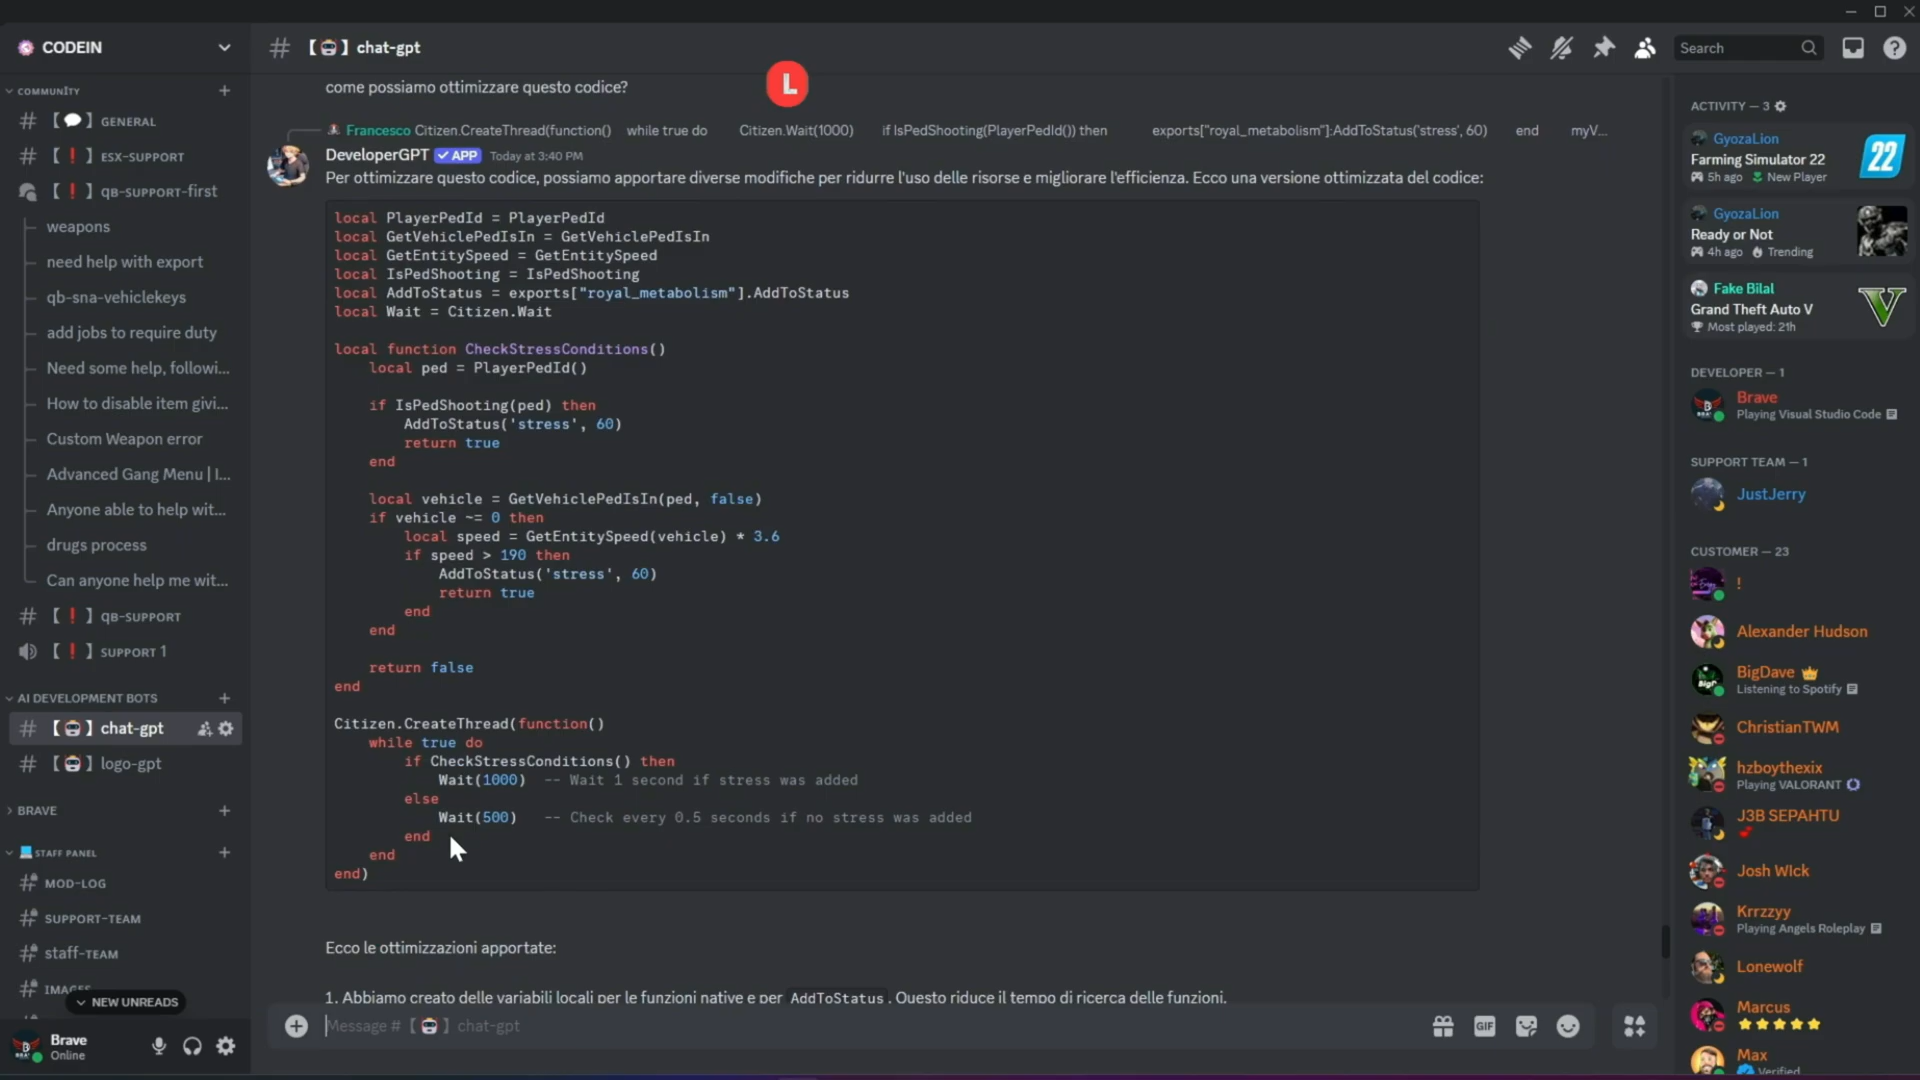 CODEIN
COMMUNITY
【💬】GENERAL
【❗】ESX-SUPPORT
【❗】QB-SUPPORT-FIRST
weapons
need help with export
qb-sna-vehiclekeys
add jobs to require duty
Need some help, followi...
How to disable item givi...
Custom Weapon error
Advanced Gang Menu | I...
Anyone able to help wit...
drugs process
Can anyone help me wit...
【❗】QB-SUPPORT
【❗】SUPPORT 1
AI DEVELOPMENT BOTS
【🤖】chat-gpt
【🤖】logo-gpt
BRAVE
STAFF PANEL
MOD-LOG
SUPPORT-TEAM
staff-TEAM
IMAGES
NEW UNREADS
Brave
Online
【🤖】chat-gpt
Search
L
come possiamo ottimizzare questo codice?
Francesco Citizen.CreateThread(function() while true do Citizen.Wait(1000) if IsPedShooting(PlayerPedId()) then exports["royal_metabolism"]:AddToStatus('stress', 60) end myV...
DeveloperGPT APP Today at 3:40 PM
Per ottimizzare questo codice, possiamo apportare diverse modifiche per ridurre l'uso delle risorse e migliorare l'efficienza. Ecco una versione ottimizzata del codice:
local PlayerPedId = PlayerPedId
local GetVehiclePedIsIn = GetVehiclePedIsIn
local GetEntitySpeed = GetEntitySpeed
local IsPedShooting = IsPedShooting
local AddToStatus = exports["royal_metabolism"].AddToStatus
local Wait = Citizen.Wait
local function CheckStressConditions()
local ped = PlayerPedId()
if IsPedShooting(ped) then
AddToStatus('stress', 60)
return true
end
local vehicle = GetVehiclePedIsIn(ped, false)
if vehicle ~= 0 then
local speed = GetEntitySpeed(vehicle) * 3.6
if speed > 190 then
AddToStatus('stress', 60)
return true
end
end
return false
end
Citizen.CreateThread(function()
while true do
if CheckStressConditions() then
Wait(1000) -- Wait 1 second if stress was added
else
Wait(500) -- Check every 0.5 seconds if no stress was added
end
end
end)
Ecco le ottimizzazioni apportate:
1. Abbiamo creato delle variabili locali per le funzioni native e per AddToStatus. Questo riduce il tempo di ricerca delle funzioni.
Message #【🤖】chat-gpt
GIF
ACTIVITY — 3
GyozaLion
Farming Simulator 22
5h ago New Player
22
GyozaLion
Ready or Not
4h ago Trending
Fake Bilal
Grand Theft Auto V
Most played: 21h
V
DEVELOPER — 1
Brave
Playing Visual Studio Code
SUPPORT TEAM — 1
JustJerry
CUSTOMER — 23
!
Alexander Hudson
BigDave
Listening to Spotify
ChristianTWM
hzboythexix
Playing VALORANT
J3B SEPAHTU
Josh WIck
Krrzzyy
Playing Angels Roleplay
Lonewolf
Marcus
Max
Verified